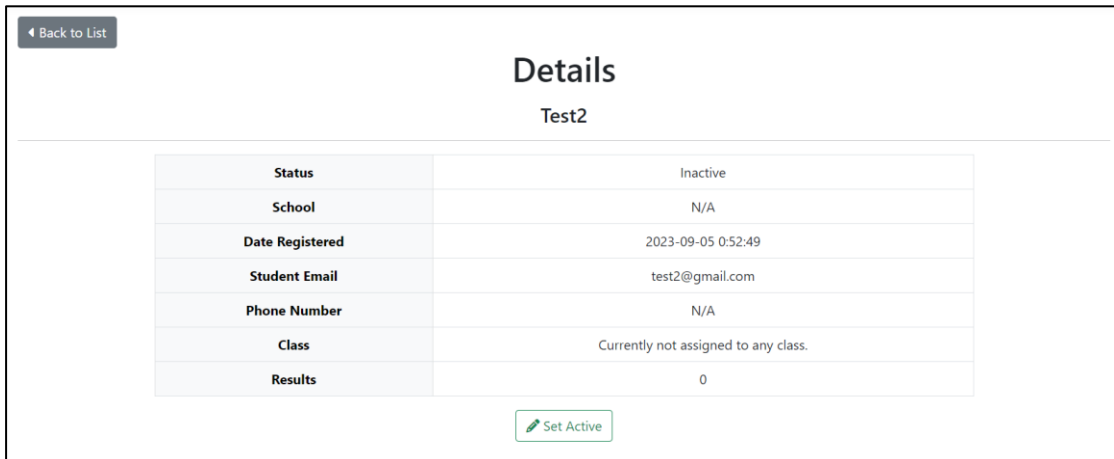 Back to List
Details
Test2
Status Inactive
School N/A
Date Registered 2023-09-05 0:52:49
Student Email test2@gmail.com
Phone Number N/A
Class Currently not assigned to any class.
Results 0
Set Active